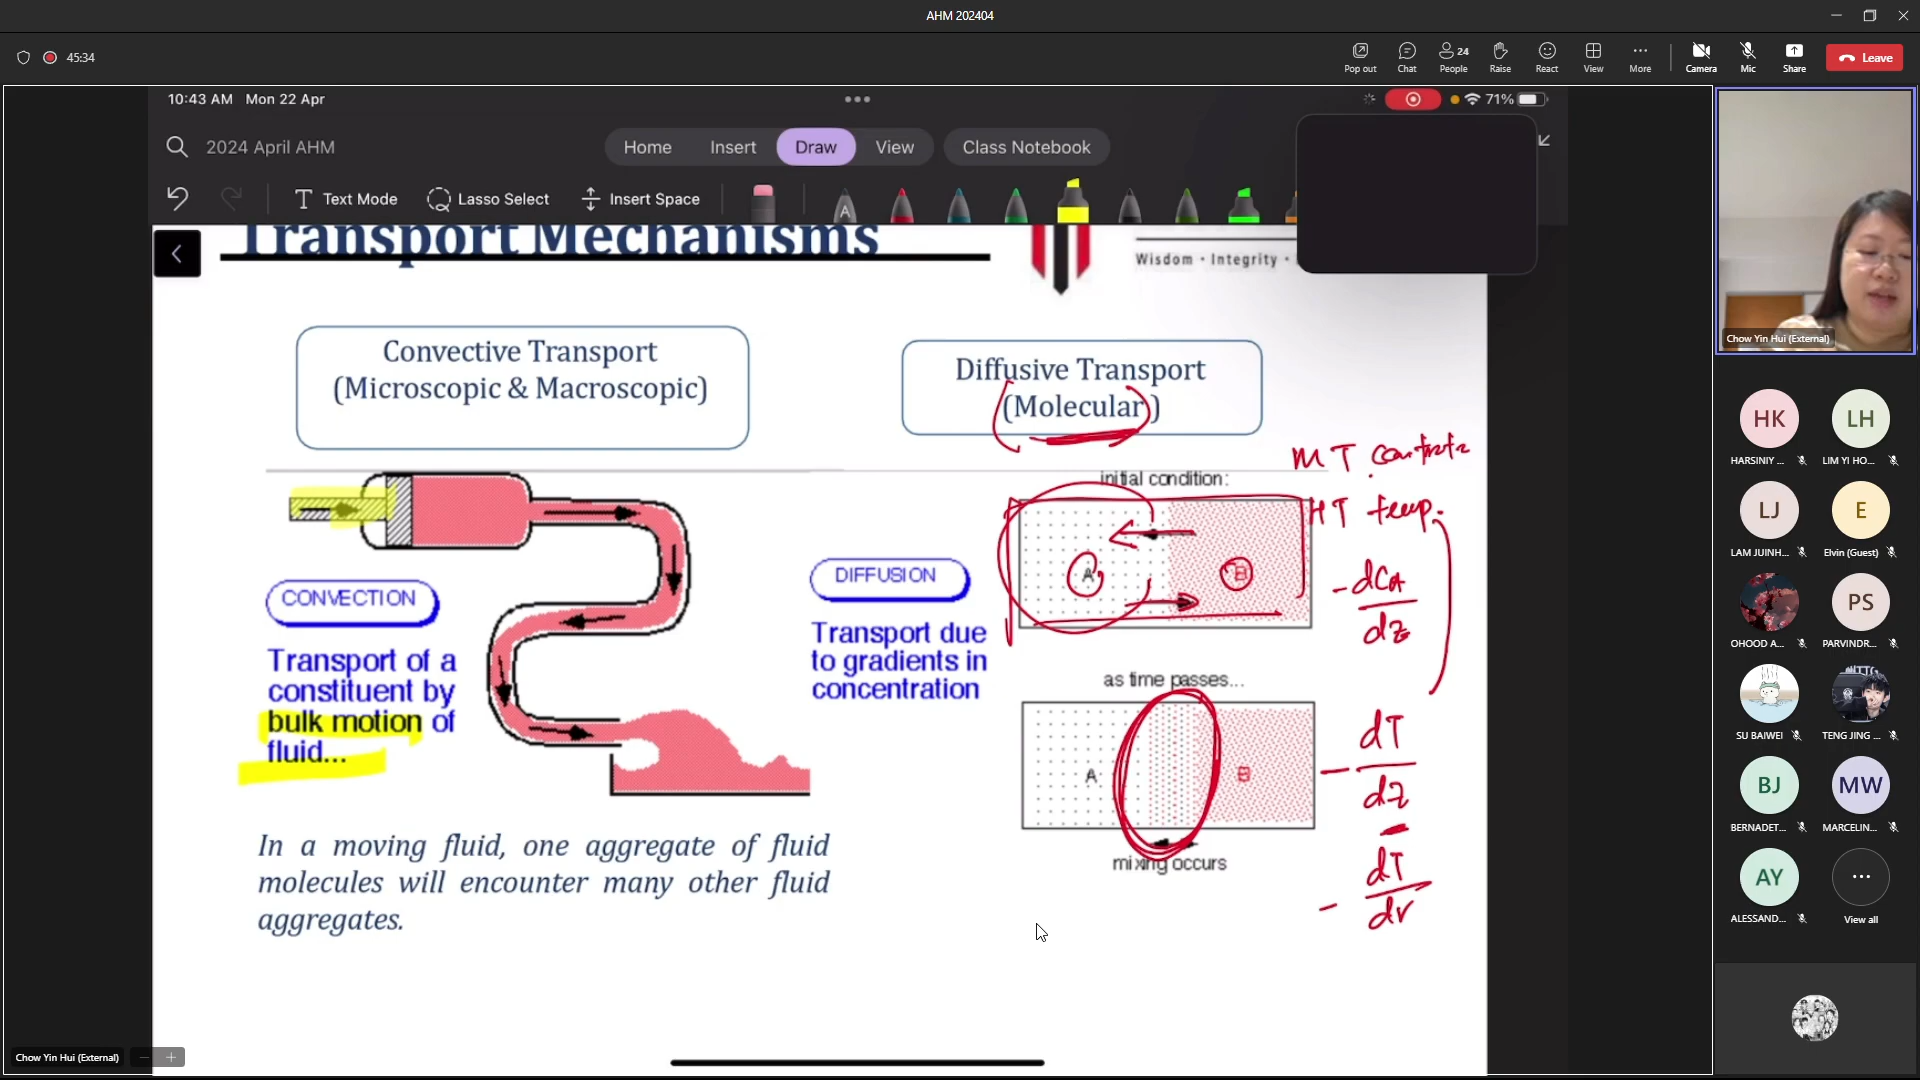 AHM 202404
45:34
Pop out
Chat
24
People
Raise
React
View
More
Camera
Mic
Share
Leave
10:43 AM Mon 22 Apr
71%
2024 April AHM
Home
Insert
Draw
View
Class Notebook
Text Mode
Lasso Select
Insert Space
A
Transport Mechanisms
Wisdom · Integrity ·
Convective Transport
(Microscopic & Macroscopic)
Diffusive Transport
(Molecular)
MT
HT temp.
initial condition:
A
B
-dCA
dz
CONVECTION
Transport of a
constituent by
bulk motion of
fluid...
DIFFUSION
Transport due
to gradients in
concentration
as time passes...
A
B
mixing occurs
- dT
dz
- dT
dr
In a moving fluid, one aggregate of fluid
molecules will encounter many other fluid
aggregates.
Chow Yin Hui (External)
HK
HARSINIY ...
LH
LIM YI HO...
LJ
LAM JUINH...
E
Elvin (Guest)
OHOOD A...
PS
PARVINDR...
SU BAIWEI
TENG JING ...
BJ
BERNADET...
MW
MARCELIN...
AY
ALESSAND...
View all
Chow Yin Hui (External)